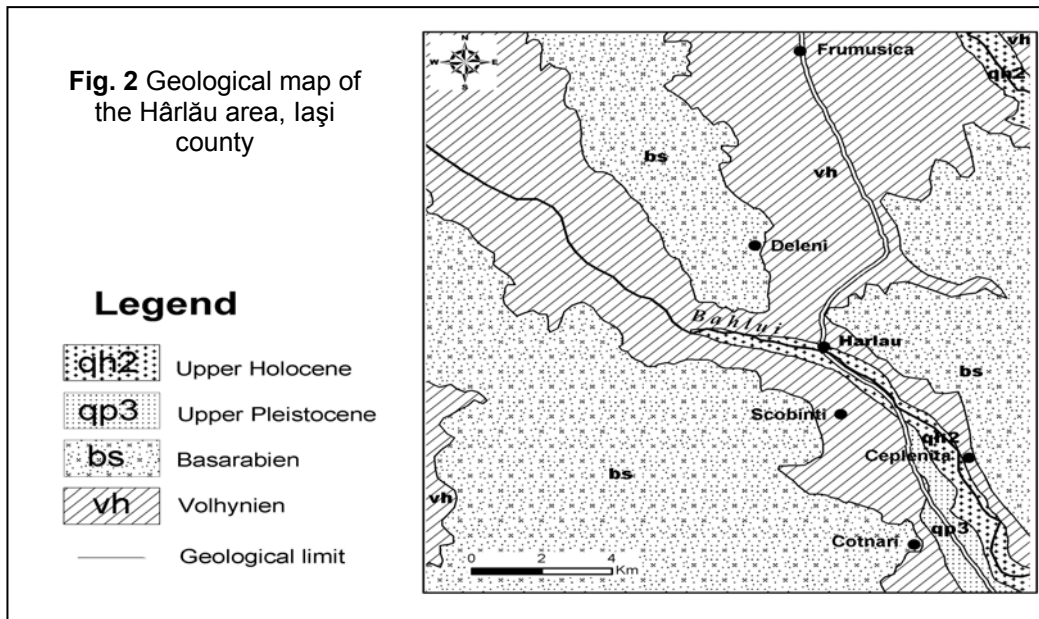 Fig. 2 Geological map of
the Hârlău area, Iaşi
county
Legend
qh2 Upper Holocene
qp3 Upper Pleistocene
bs Basarabien
vh Volhynien
Geological limit
N
W E
S
Frumusica
vh
qh2
bs
vh
Deleni
Bahlui
Harlau
bs
Scobinti
qh2
Ceplenita
bs
vh
qp3
Cotnari
0 2 4
Km